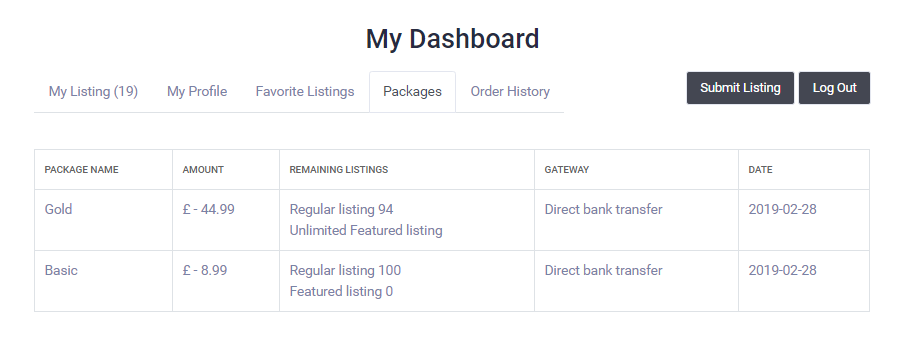 My Dashboard
My Listing (19) My Profile Favorite Listings Packages Order History Submit Listing Log Out
PACKAGE NAME AMOUNT REMAINING LISTINGS GATEWAY DATE
Gold £ - 44.99 Regular listing 94 Direct bank transfer 2019-02-28
Unlimited Featured listing
Basic £ - 8.99 Regular listing 100 Direct bank transfer 2019-02-28
Featured listing 0